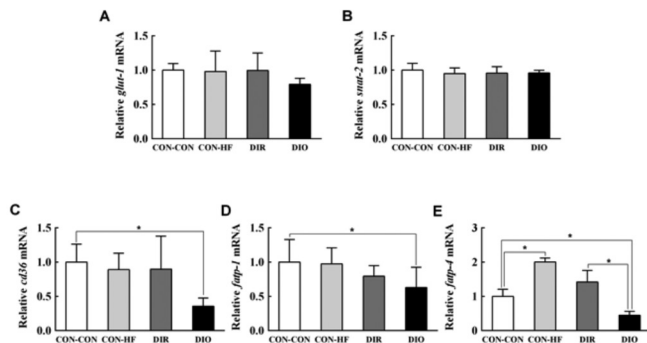 A
Relative glut-1 mRNA
1.5
1.0
0.5
0.0
CON-CON CON-HF DIR DIO
B
Relative snat-2 mRNA
1.5
1.0
0.5
0.0
CON-CON CON-HF DIR DIO
C
Relative cd36 mRNA
1.5
1.0
0.5
0.0
*
CON-CON CON-HF DIR DIO
D
Relative fatp-1 mRNA
1.5
1.0
0.5
0.0
*
CON-CON CON-HF DIR DIO
E
Relative fatp-4 mRNA
2
1
0
*
*
*
CON-CON CON-HF DIR DIO